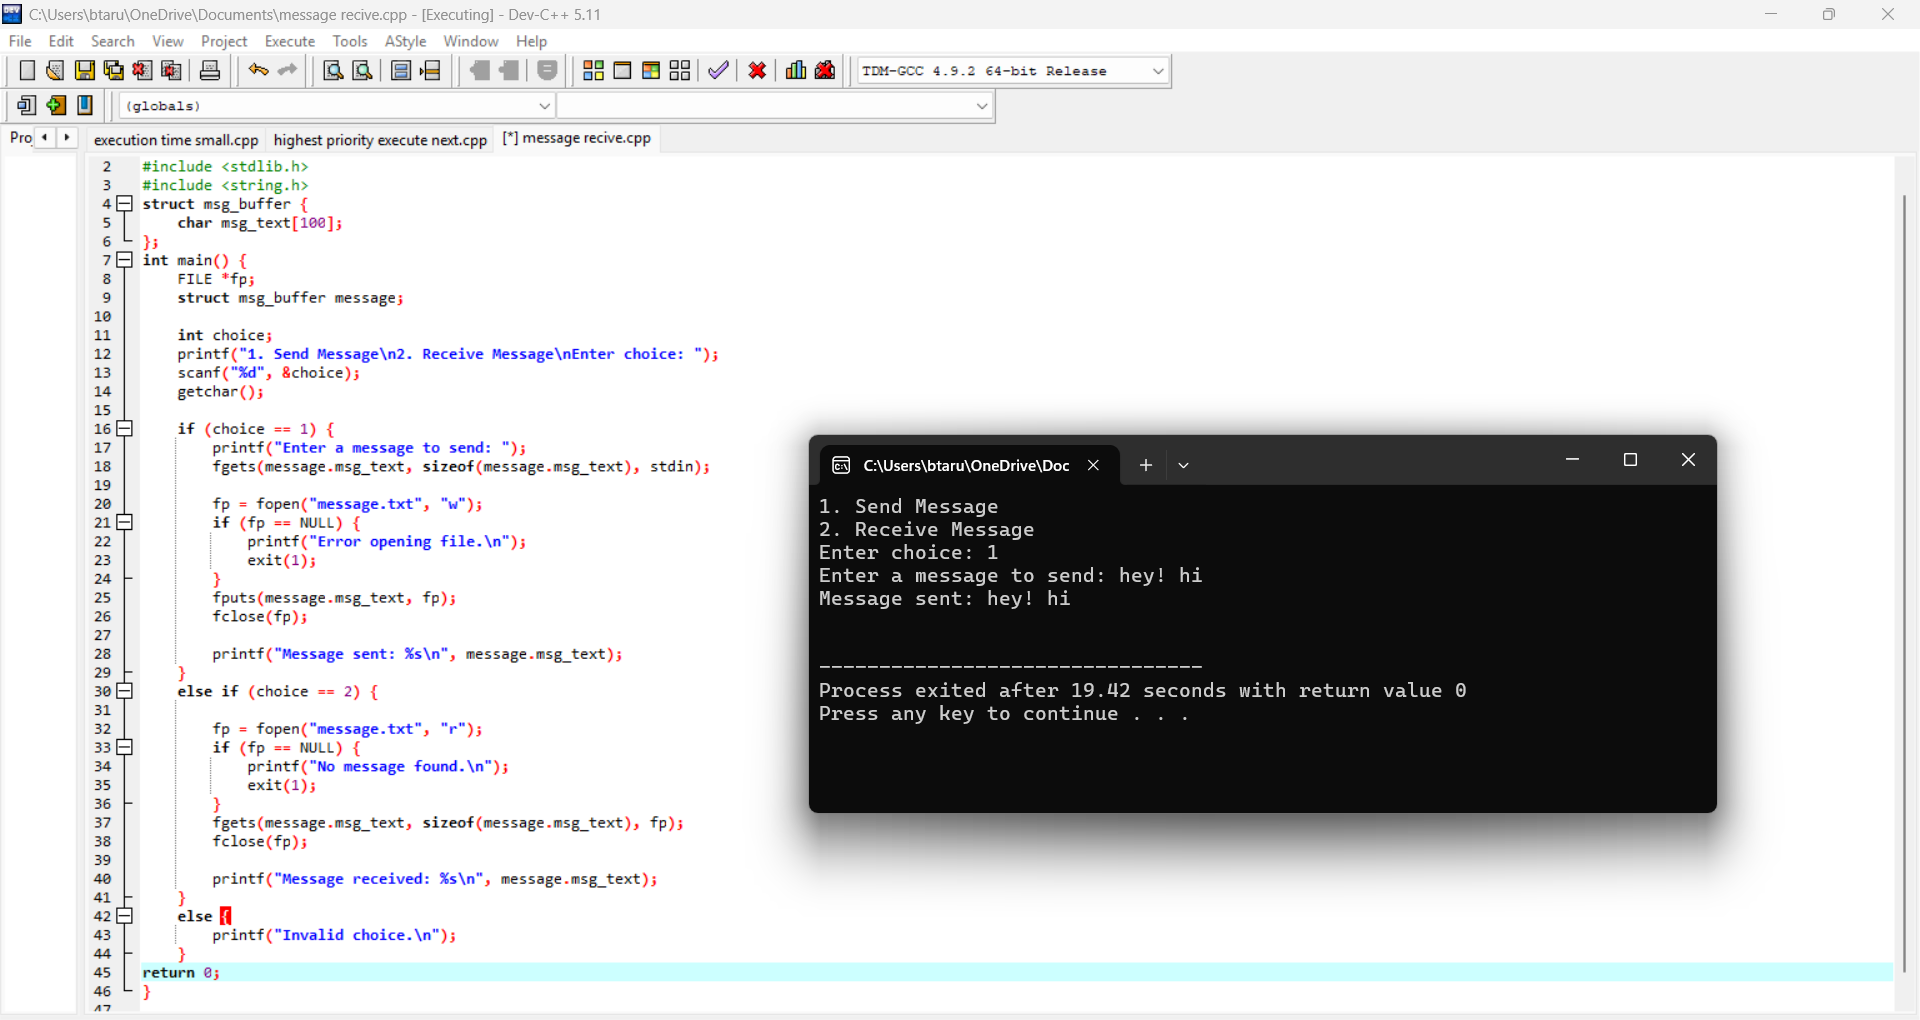 C:\Users\btaru\OneDrive\Documents\message recive.cpp - [Executing] - Dev-C++ 5.11
File Edit Search View Project Execute Tools AStyle Window Help
TDM-GCC 4.9.2 64-bit Release
(globals)
Pro execution time small.cpp highest priority execute next.cpp [*] message recive.cpp
2 #include <stdlib.h>
3 #include <string.h>
4 struct msg_buffer {
5 char msg_text[100];
6 };
7 int main() {
8 FILE *fp;
9 struct msg_buffer message;
10
11 int choice;
12 printf("1. Send Message\n2. Receive Message\nEnter choice: ");
13 scanf("%d", &choice);
14 getchar();
15
16 if (choice == 1) {
17 printf("Enter a message to send: ");
18 fgets(message.msg_text, sizeof(message.msg_text), stdin);
19
20 fp = fopen("message.txt", "w");
21 if (fp == NULL) {
22 printf("Error opening file.\n");
23 exit(1);
24 }
25 fputs(message.msg_text, fp);
26 fclose(fp);
27
28 printf("Message sent: %s\n", message.msg_text);
29 }
30 else if (choice == 2) {
31
32 fp = fopen("message.txt", "r");
33 if (fp == NULL) {
34 printf("No message found.\n");
35 exit(1);
36 }
37 fgets(message.msg_text, sizeof(message.msg_text), fp);
38 fclose(fp);
39
40 printf("Message received: %s\n", message.msg_text);
41 }
42 else {
43 printf("Invalid choice.\n");
44 }
45 return 0;
46 }
47
C:\Users\btaru\OneDrive\Doc
1. Send Message
2. Receive Message
Enter choice: 1
Enter a message to send: hey! hi
Message sent: hey! hi
--------------------------------
Process exited after 19.42 seconds with return value 0
Press any key to continue . . .